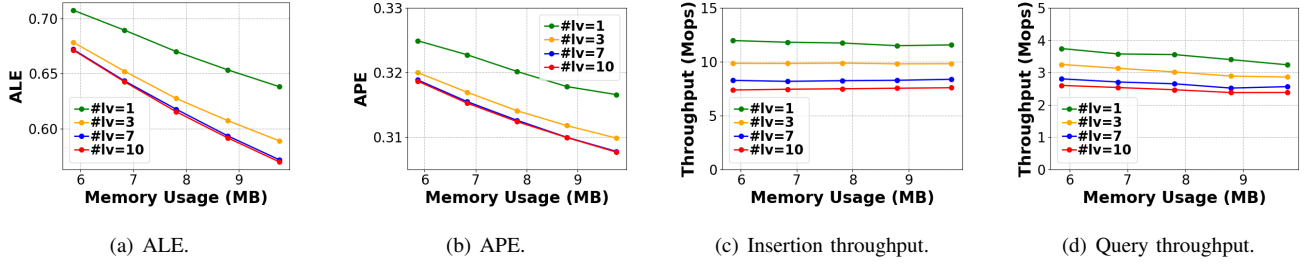 0.70
0.65
0.60
ALE
#lv=1
#lv=3
#lv=7
#lv=10
6 7 8 9
Memory Usage (MB)
(a) ALE.
0.33
0.32
0.31
APE
#lv=1
#lv=3
#lv=7
#lv=10
6 7 8 9
Memory Usage (MB)
(b) APE.
15
10
5
0
Throughput (Mops)
#lv=1
#lv=3
#lv=7
#lv=10
6 7 8 9
Memory Usage (MB)
(c) Insertion throughput.
5
4
3
2
1
0
Throughput (Mops)
#lv=1
#lv=3
#lv=7
#lv=10
6 7 8 9
Memory Usage (MB)
(d) Query throughput.